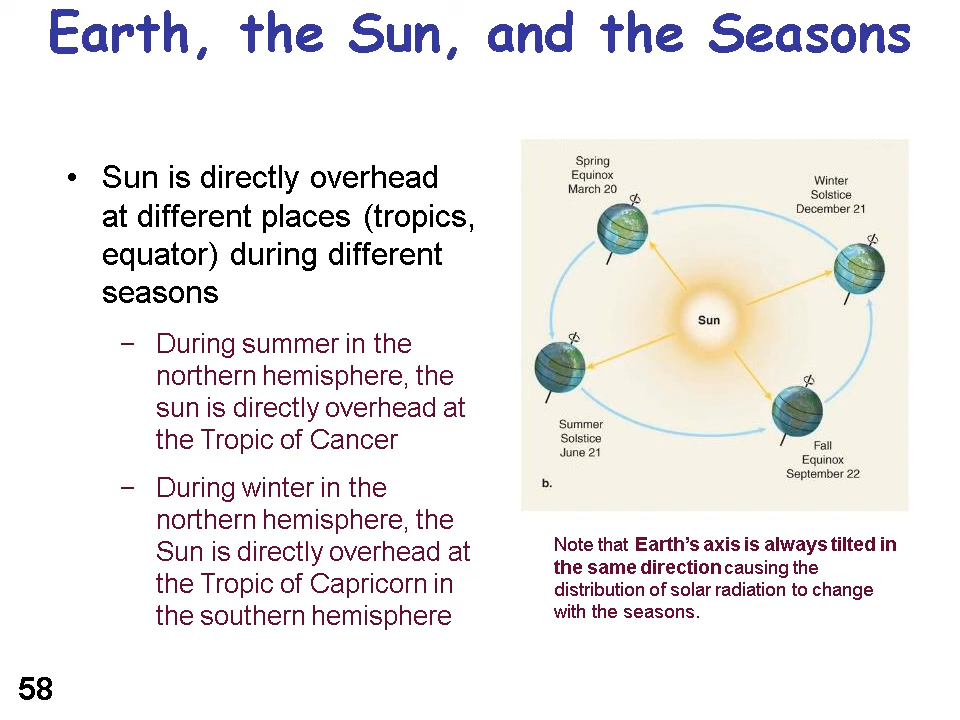 Earth, the Sun, and the Seasons
• Sun is directly overhead
at different places (tropics,
equator) during different
seasons
– During summer in the
northern hemisphere, the
sun is directly overhead at
the Tropic of Cancer
– During winter in the
northern hemisphere, the
Sun is directly overhead at
the Tropic of Capricorn in
the southern hemisphere
Spring
Equinox
March 20
Winter
Solstice
December 21
Sun
Summer
Solstice
June 21
Fall
Equinox
September 22
b.
Note that Earth's axis is always tilted in
the same direction causing the
distribution of solar radiation to change
with the seasons.
58